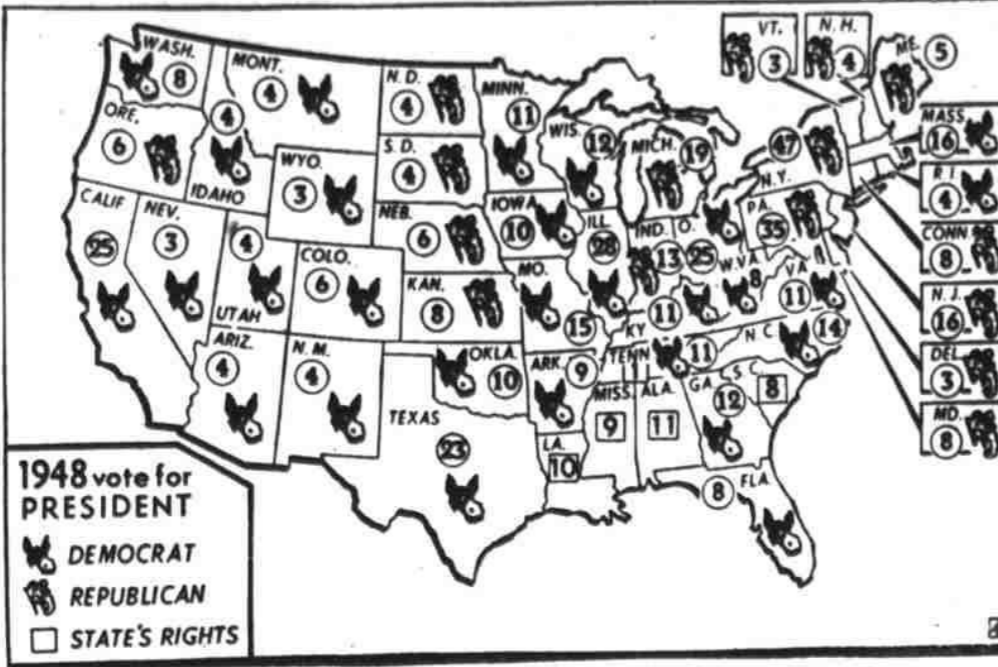 WASH.
8
MONT.
4
ORE.
6
4
IDAHO
WYO.
3
N.D.
4
S.D.
4
NEB.
6
KAN.
8
MINN.
11
WIS.
12
IOWA
10
MO.
15
ILL.
28
MICH.
19
IND.
13
O.
25
CALIF
25
NEV.
3
4
UTAH
COLO.
6
ARIZ.
4
N.M.
4
TEXAS
23
OKLA.
10
ARK.
9
LA.
10
MISS.
9
ALA.
11
TENN
11
KY
11
W.VA.
8
VA
11
N.C.
14
S.C.
8
GA
12
8
FLA.
PA.
35
47
N.Y.
VT.
3
N.H.
4
ME.
5
MASS
16
R.I.
4
CONN
8
N.J.
16
DEL
3
MD.
8
1948 vote for
PRESIDENT
DEMOCRAT
REPUBLICAN
STATE'S RIGHTS